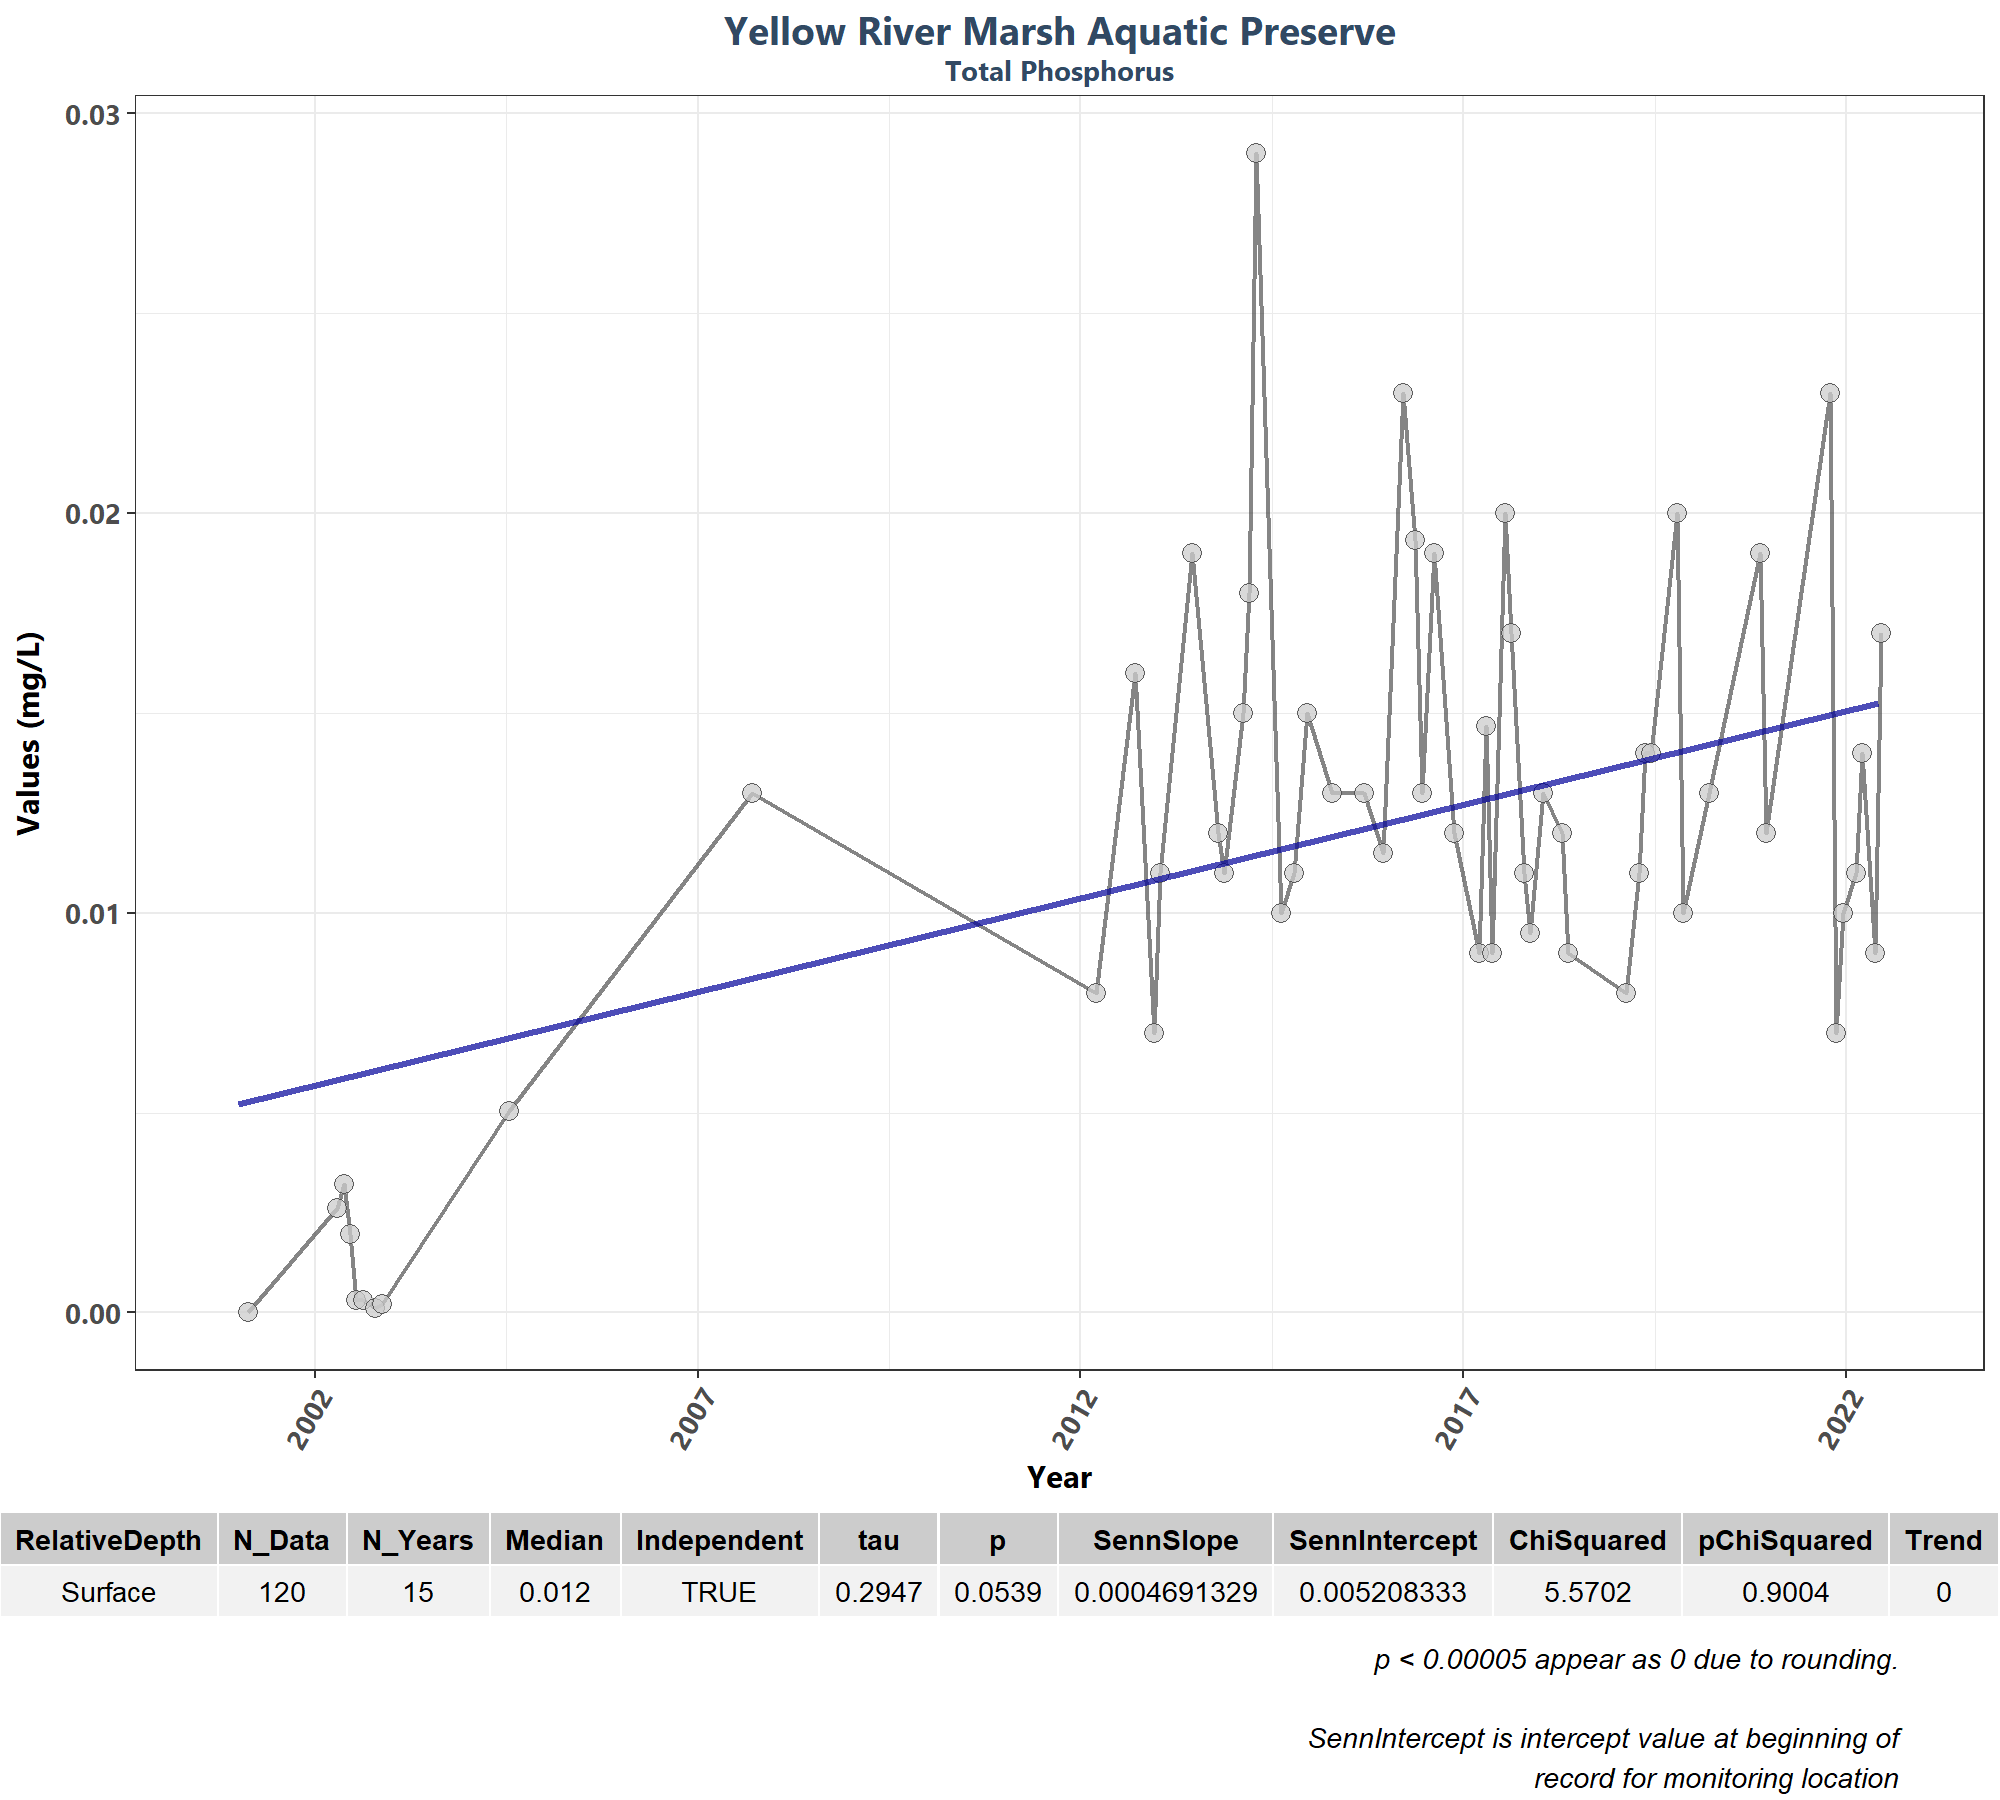 Yellow River Marsh Aquatic Preserve
Total Phosphorus
0.03
0.02
0.01
0.00
Values (mg/L)
2002 2007 2012 2017 2022
Year
RelativeDepth N_Data N_Years Median Independent tau p SennSlope SennIntercept ChiSquared pChiSquared Trend
Surface 120 15 0.012 TRUE 0.2947 0.0539 0.0004691329 0.005208333 5.5702 0.9004 0
p < 0.00005 appear as 0 due to rounding.
SennIntercept is intercept value at beginning of
record for monitoring location